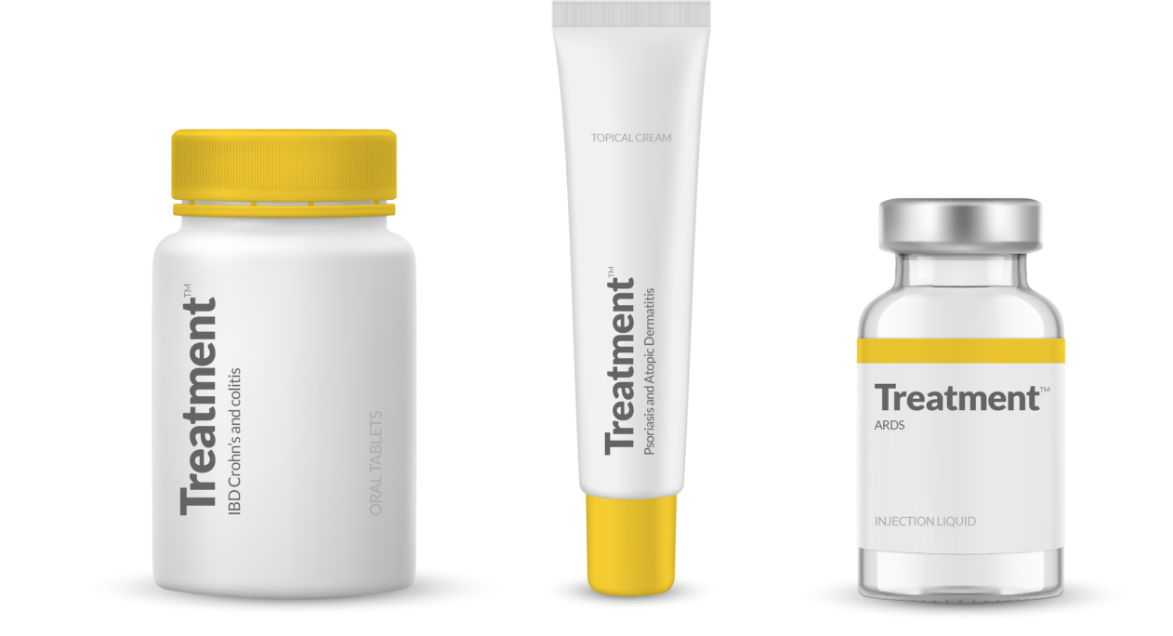 Treatment™
IBD Crohn's and colitis
ORAL TABLETS
TOPICAL CREAM
Treatment™
Psoriasis and Atopic Dermatitis
Treatment™
ARDS
INJECTION LIQUID